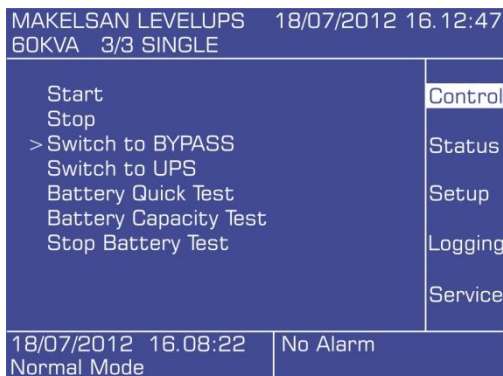 MAKELSAN LEVELUPS 18/07/2012 16.12:47
60KVA 3/3 SINGLE
Start
Stop
>Switch to BYPASS
Switch to UPS
Battery Quick Test
Battery Capacity Test
Stop Battery Test
Control
Status
Setup
Logging
Service
18/07/2012 16.08:22
Normal Mode
No Alarm